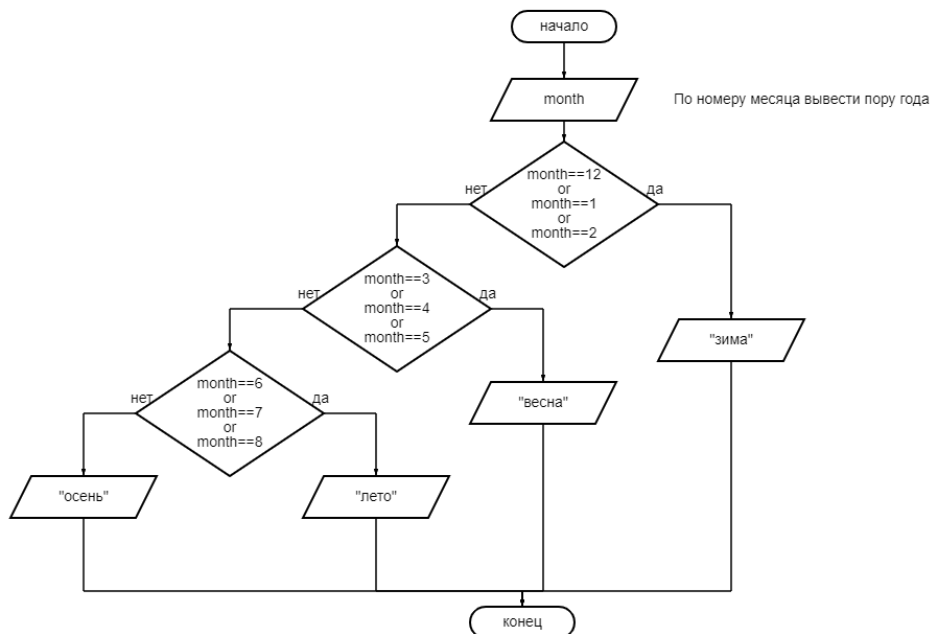 начало
month
По номеру месяца вывести пору года
month==12
or
month==1
or
month==2
нет
да
month==3
or
month==4
or
month==5
нет
да
"зима"
month==6
or
month==7
or
month==8
нет
да
"весна"
"осень"
"лето"
конец